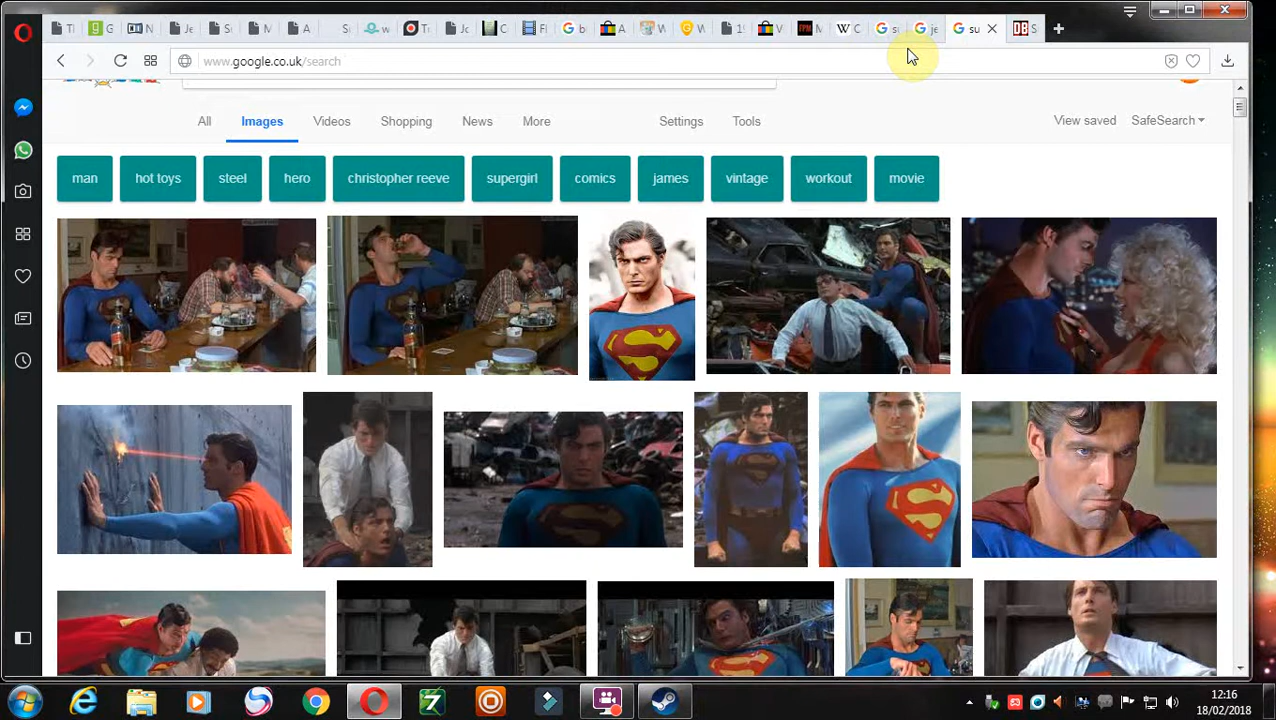 www.google.co.uk/search
All
Images
Videos
Shopping
News
More
Settings
Tools
View saved
SafeSearch
man
hot toys
steel
hero
christopher reeve
supergirl
comics
james
vintage
workout
movie
12:16
18/02/2018